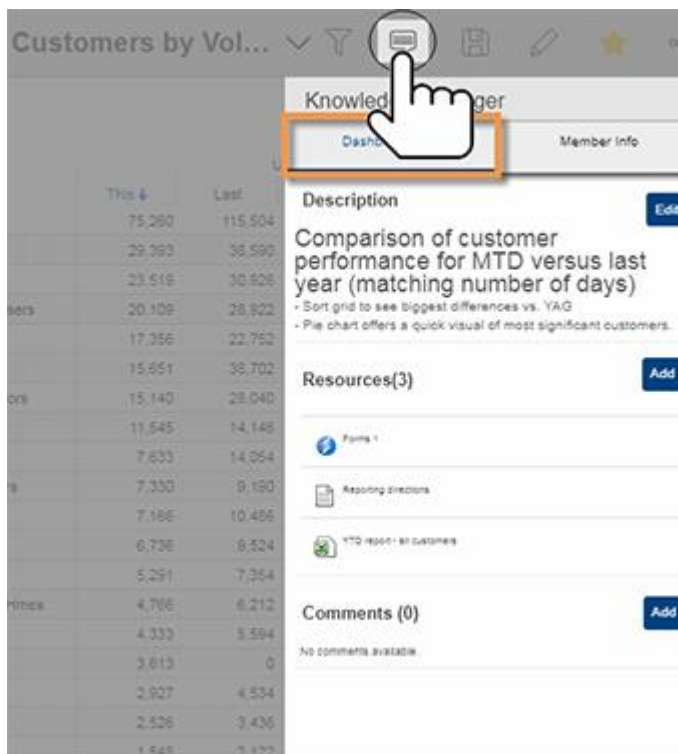 Customers by Vol...
Knowled ger
Dashb
Member Info
This Last
75,260 115,504
29,393 38,590
23,519 30,926
sers 20,109 28,922
17,356 22,752
15,651 38,702
ors 15,140 28,040
11,545 14,146
7,633 14,054
s 7,330 9,190
7,166 10,486
6,736 9,524
5,291 7,354
rimes 4,766 6,212
4,333 5,594
3,613 0
2,927 4,534
2,526 3,436
Description
Edit
Comparison of customer
performance for MTD versus last
year (matching number of days)
- Sort grid to see biggest differences vs. YAG
- Pie chart offers a quick visual of most significant customers.
Resources(3)
Add
Forms 1
Reporting directions
YTD report - all customers
Comments (0)
Add
No comments available